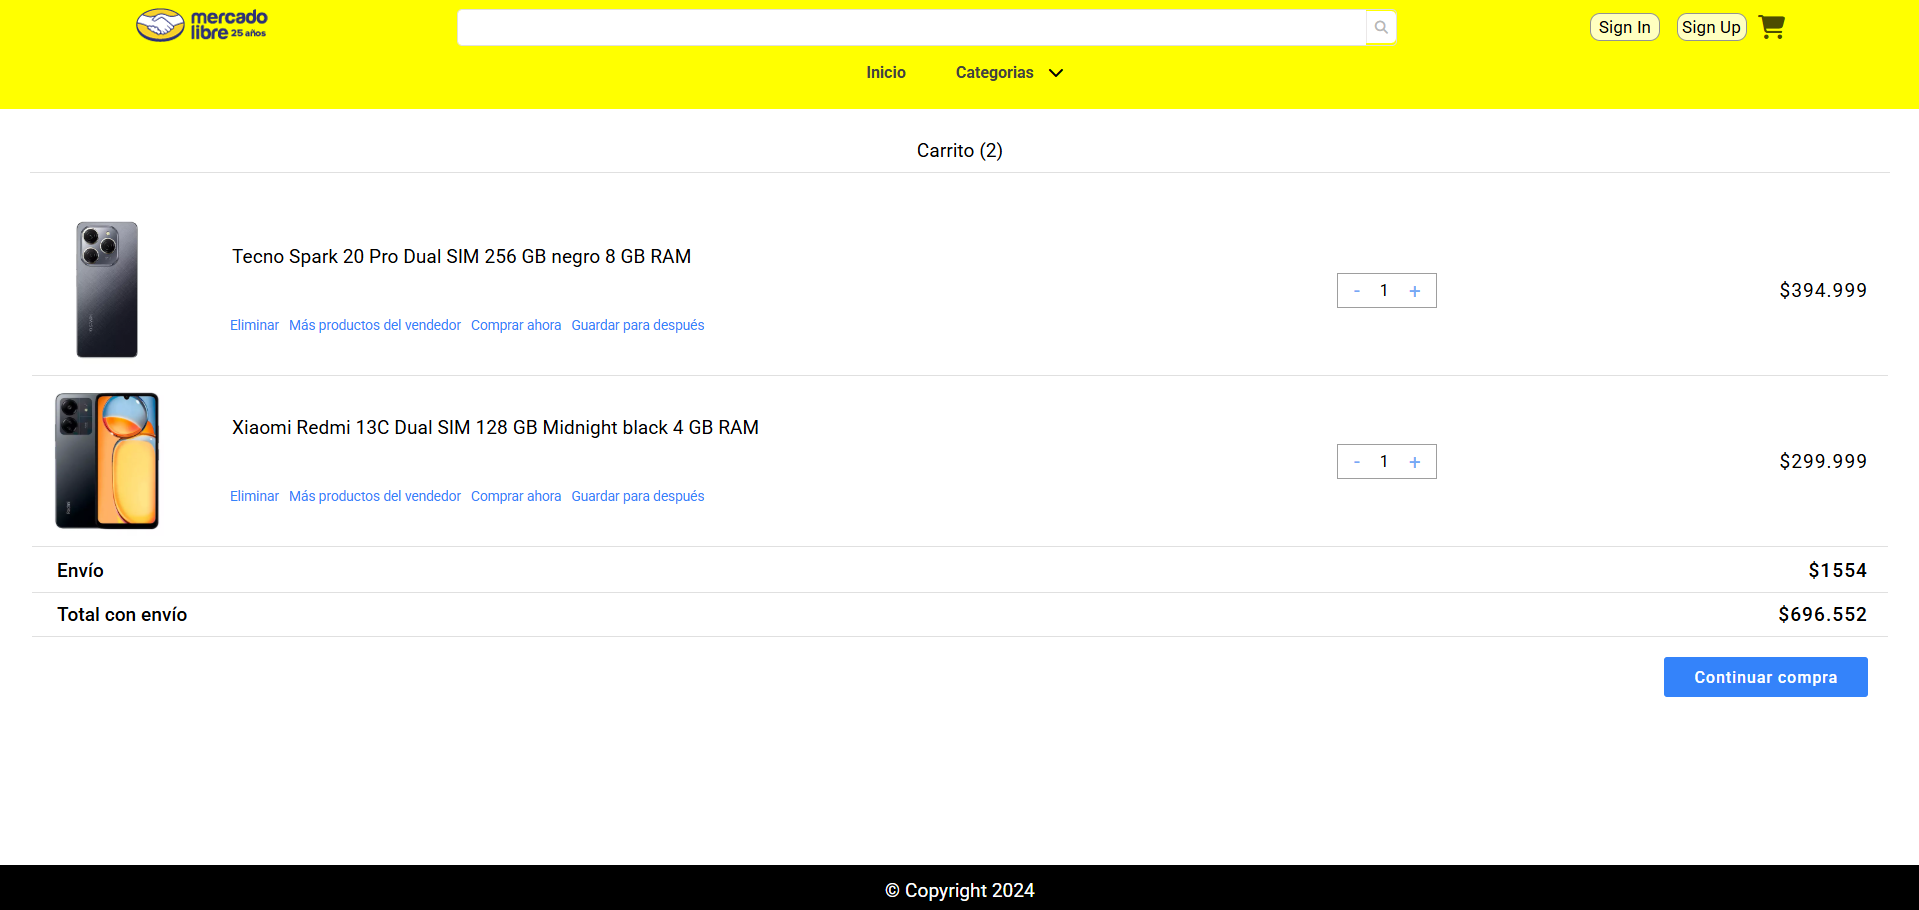 mercado
libre 25 años
Sign In Sign Up
Inicio Categorias
Carrito (2)
Tecno Spark 20 Pro Dual SIM 256 GB negro 8 GB RAM
- 1 + $394.999
Eliminar Más productos del vendedor Comprar ahora Guardar para después
Xiaomi Redmi 13C Dual SIM 128 GB Midnight black 4 GB RAM
- 1 + $299.999
Eliminar Más productos del vendedor Comprar ahora Guardar para después
Envío $1554
Total con envío $696.552
Continuar compra
© Copyright 2024